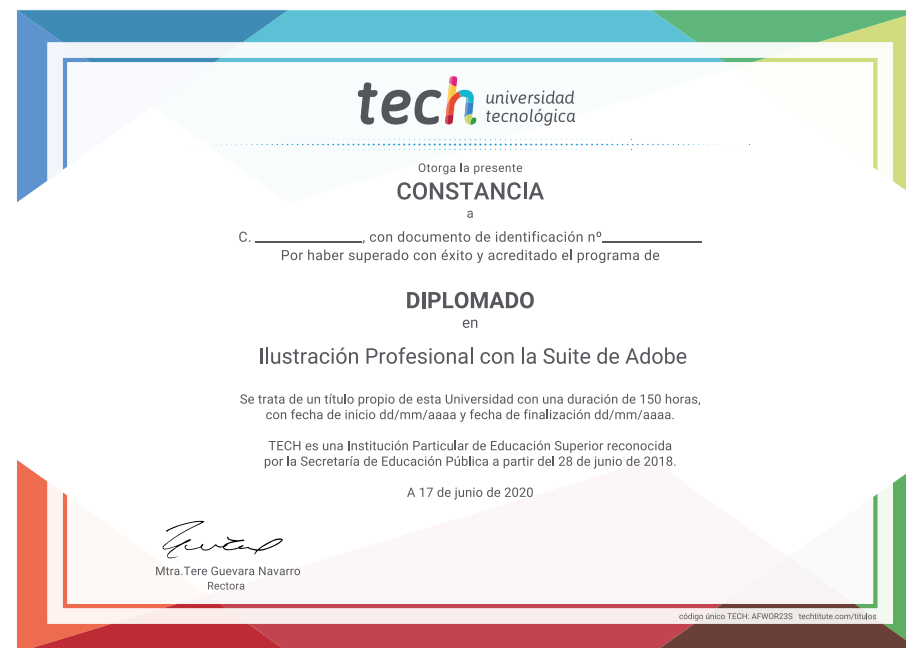 tech universidad
tecnológica
Otorga la presente
CONSTANCIA
a
C. ____________, con documento de identificación nº____________
Por haber superado con éxito y acreditado el programa de
DIPLOMADO
en
Ilustración Profesional con la Suite de Adobe
Se trata de un título propio de esta Universidad con una duración de 150 horas,
con fecha de inicio dd/mm/aaaa y fecha de finalización dd/mm/aaaa.
TECH es una Institución Particular de Educación Superior reconocida
por la Secretaría de Educación Pública a partir del 28 de junio de 2018.
A 17 de junio de 2020
Mtra.Tere Guevara Navarro
Rectora
código único TECH: AFWOR23S techtitute.com/titulos